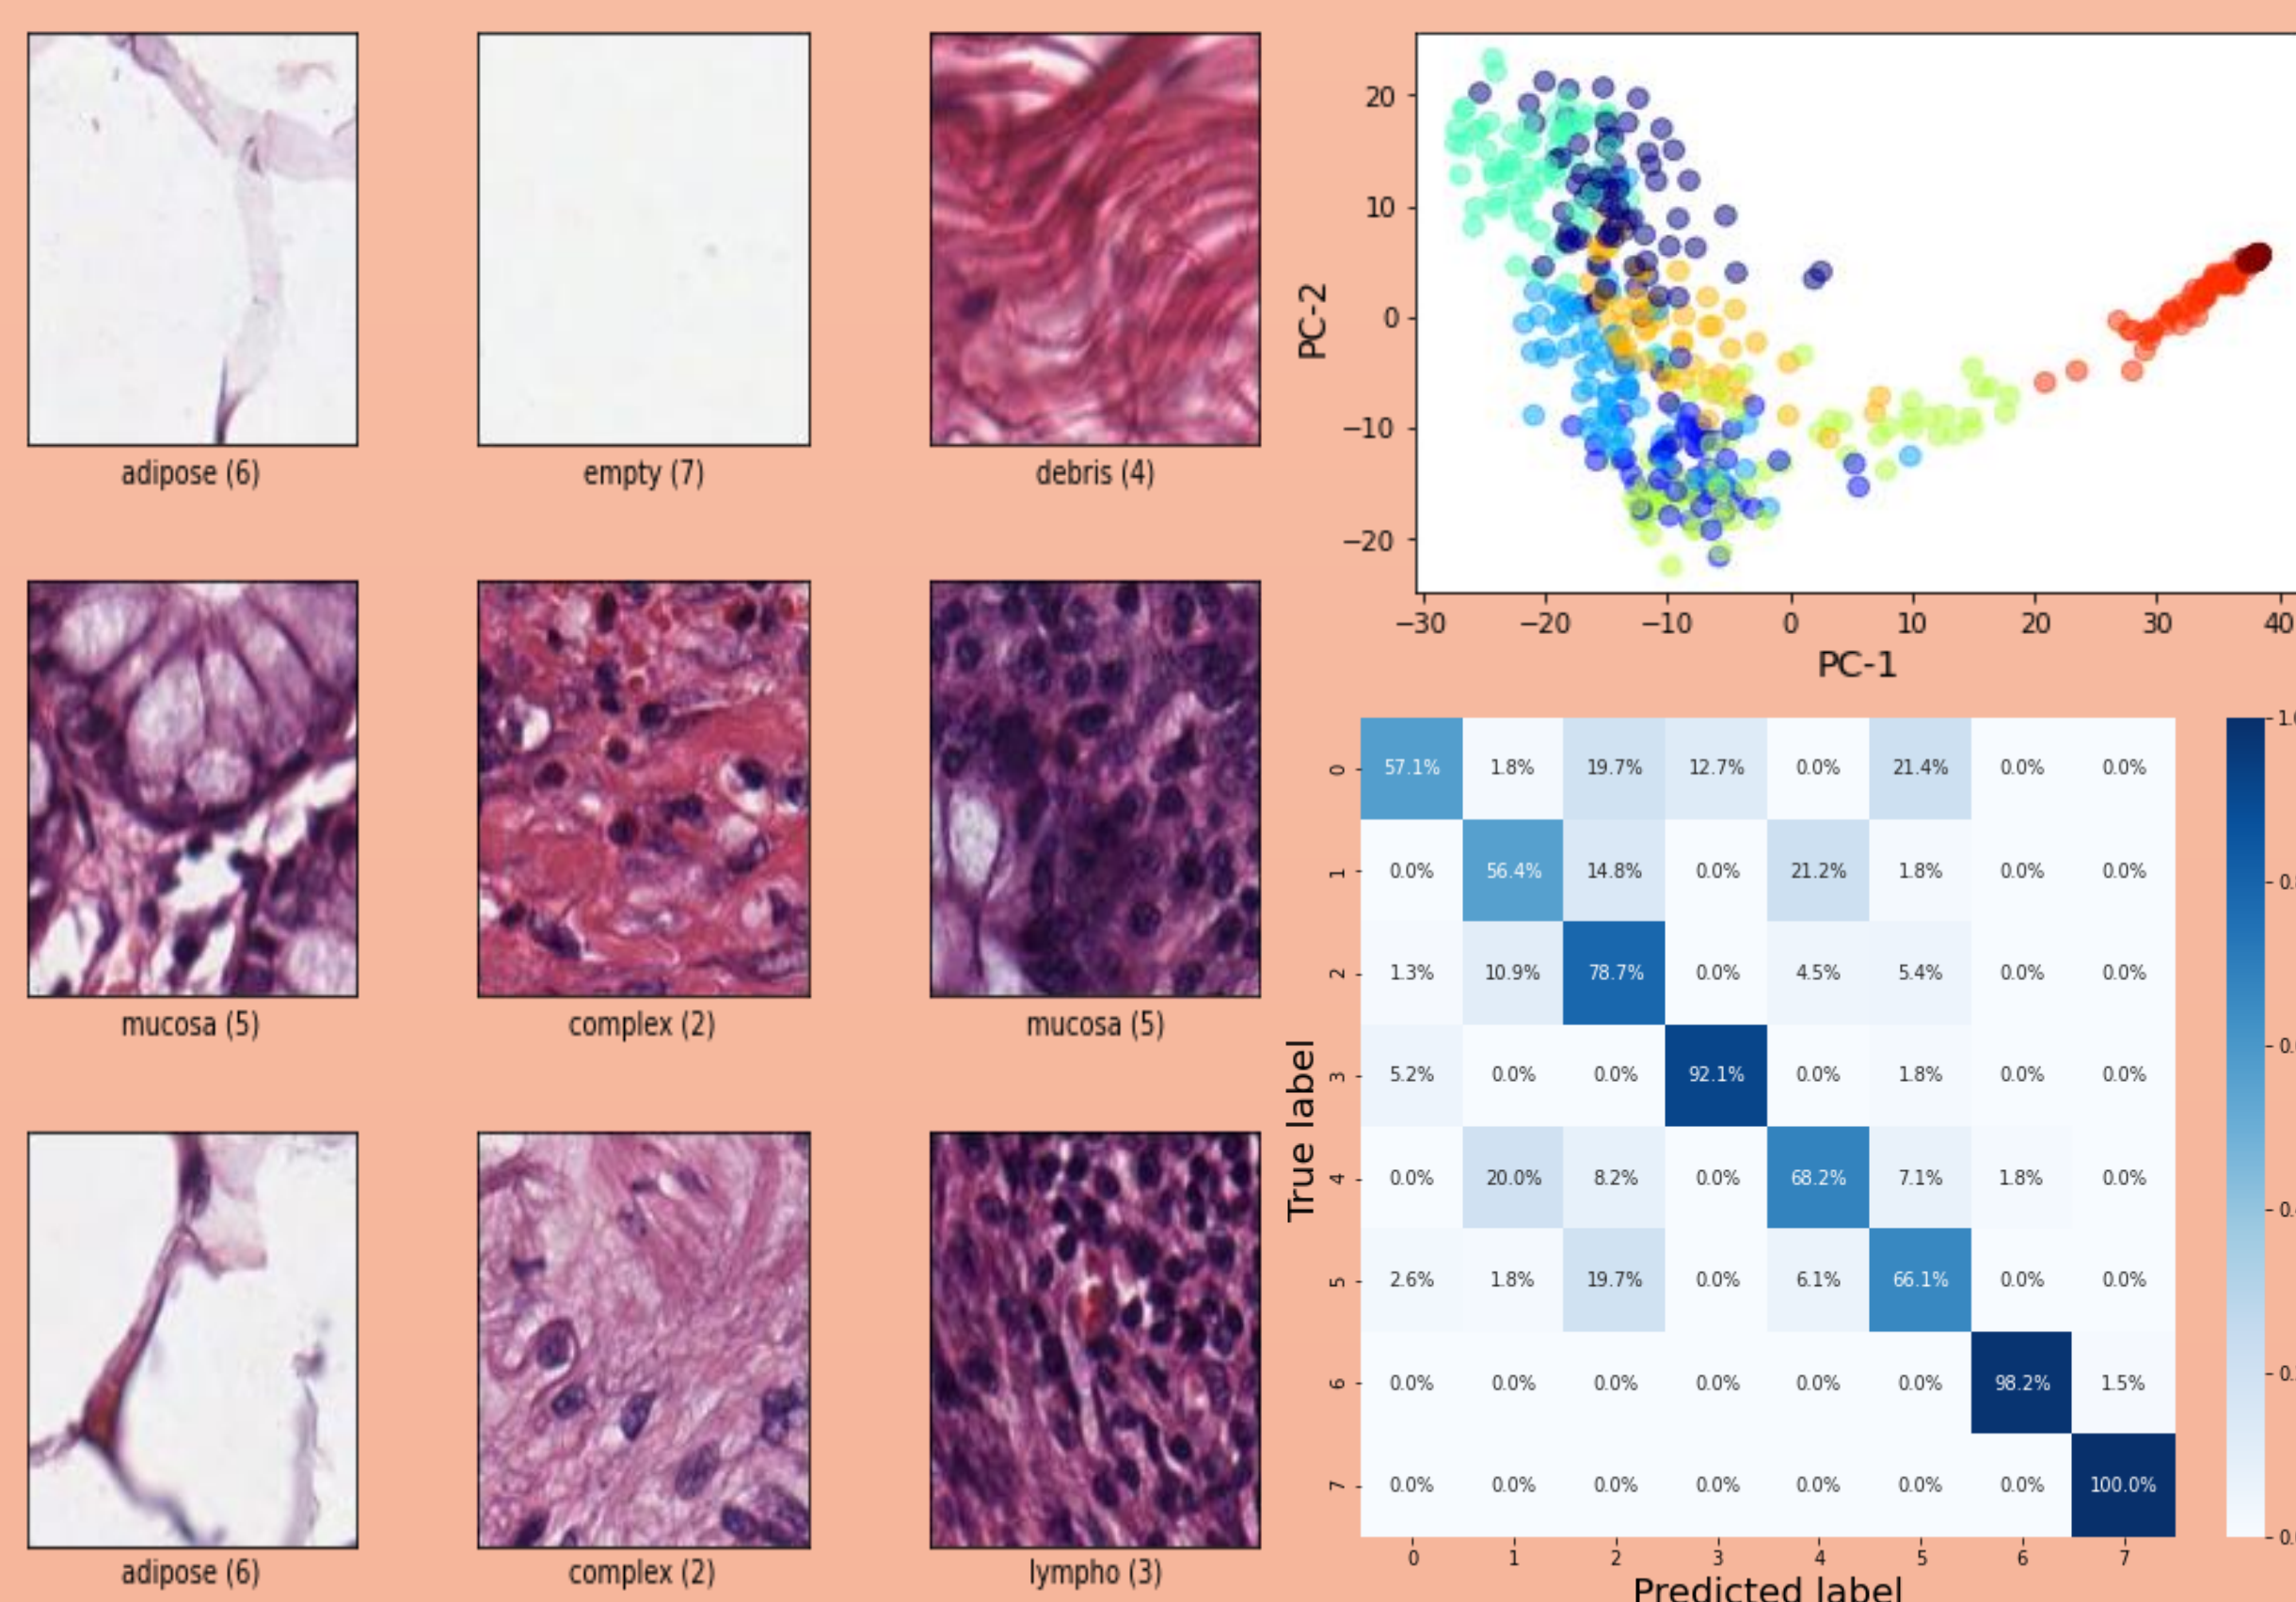 adipose (6)
empty (7)
debris (4)
mucosa (5)
complex (2)
mucosa (5)
adipose (6)
complex (2)
lympho (3)
PC-2
20
10
0
−10
−20
−30 −20 −10 0 10 20 30 40
PC-1
True label
0 57.1% 1.8% 19.7% 12.7% 0.0% 21.4% 0.0% 0.0%
1 0.0% 56.4% 14.8% 0.0% 21.2% 1.8% 0.0% 0.0%
2 1.3% 10.9% 78.7% 0.0% 4.5% 5.4% 0.0% 0.0%
3 5.2% 0.0% 0.0% 92.1% 0.0% 1.8% 0.0% 0.0%
4 0.0% 20.0% 8.2% 0.0% 68.2% 7.1% 1.8% 0.0%
5 2.6% 1.8% 19.7% 0.0% 6.1% 66.1% 0.0% 0.0%
6 0.0% 0.0% 0.0% 0.0% 0.0% 0.0% 98.2% 1.5%
7 0.0% 0.0% 0.0% 0.0% 0.0% 0.0% 0.0% 100.0%
0 1 2 3 4 5 6 7
Predicted label